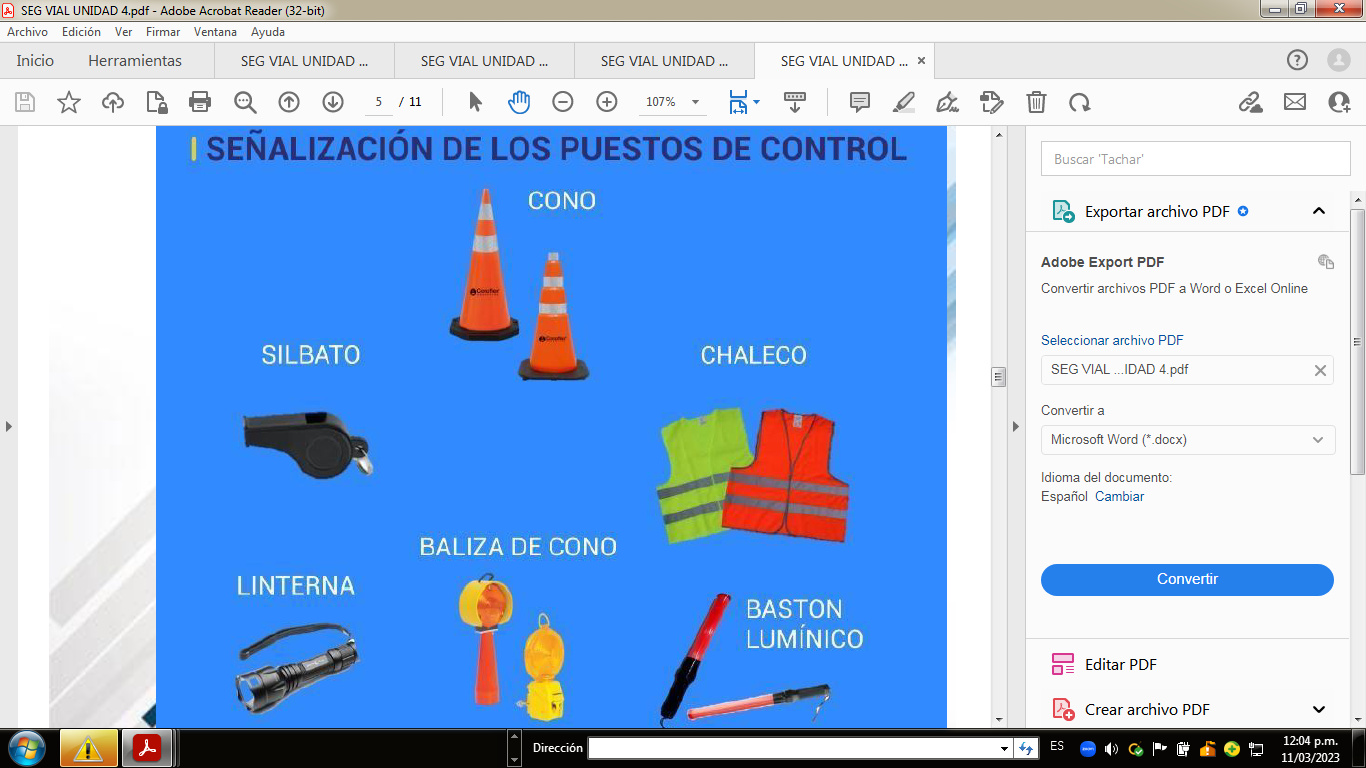 SEG VIAL UNIDAD 4.pdf - Adobe Acrobat Reader (32-bit)
Archivo Edición Ver Firmar Ventana Ayuda
Inicio Herramientas SEG VIAL UNIDAD ... SEG VIAL UNIDAD ... SEG VIAL UNIDAD ... SEG VIAL UNIDAD ...
5 / 11 107%
SEÑALIZACIÓN DE LOS PUESTOS DE CONTROL
CONO
SILBATO
CHALECO
BALIZA DE CONO
LINTERNA
BASTON
LUMÍNICO
Buscar 'Tachar'
Exportar archivo PDF
Adobe Export PDF
Convertir archivos PDF a Word o Excel Online
Seleccionar archivo PDF
SEG VIAL ...IDAD 4.pdf
Convertir a
Microsoft Word (*.docx)
Idioma del documento:
Español Cambiar
Convertir
Editar PDF
Crear archivo PDF
Dirección
ES
12:04 p.m.
11/03/2023